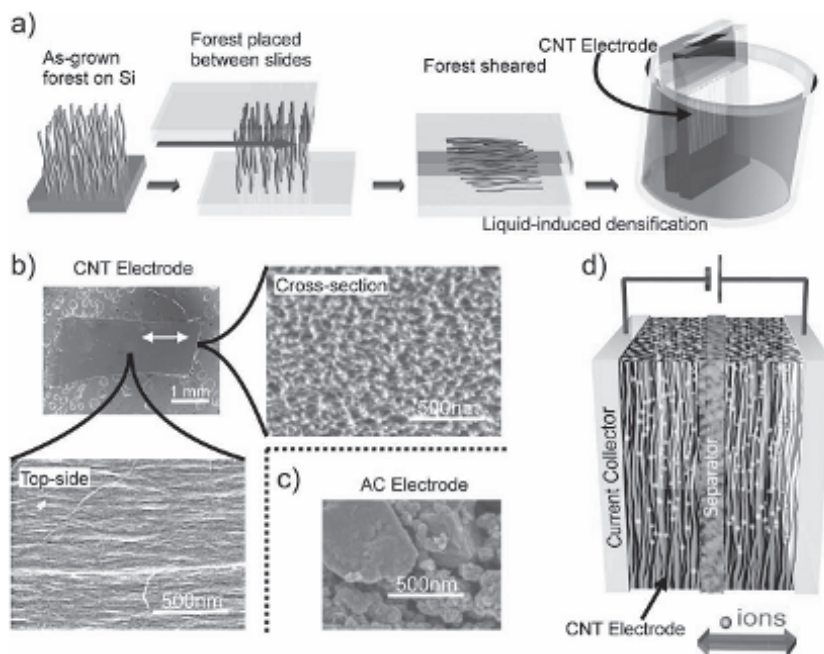 a)
As-grown
forest on Si
Forest placed
between slides
Forest sheared
CNT Electrode
Liquid-induced densification
b)
CNT Electrode
1 mm
Cross-section
500nm
Top-side
500nm
c)
AC Electrode
500nm
d)
Current Collector
Separator
CNT Electrode
ions